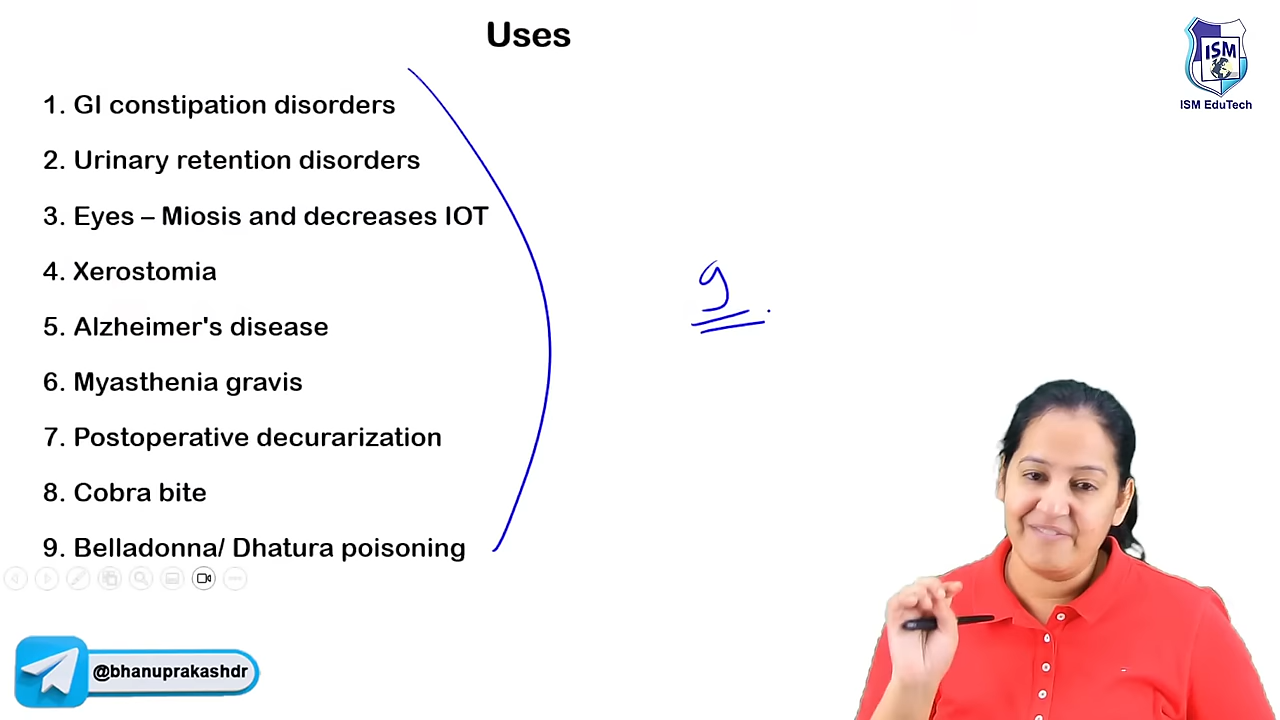 Uses
ISM
ISM EduTech
1. GI constipation disorders
2. Urinary retention disorders
3. Eyes – Miosis and decreases IOT
4. Xerostomia
5. Alzheimer's disease
6. Myasthenia gravis
7. Postoperative decurarization
8. Cobra bite
9. Belladonna/ Dhatura poisoning
9
@bhanuprakashdr